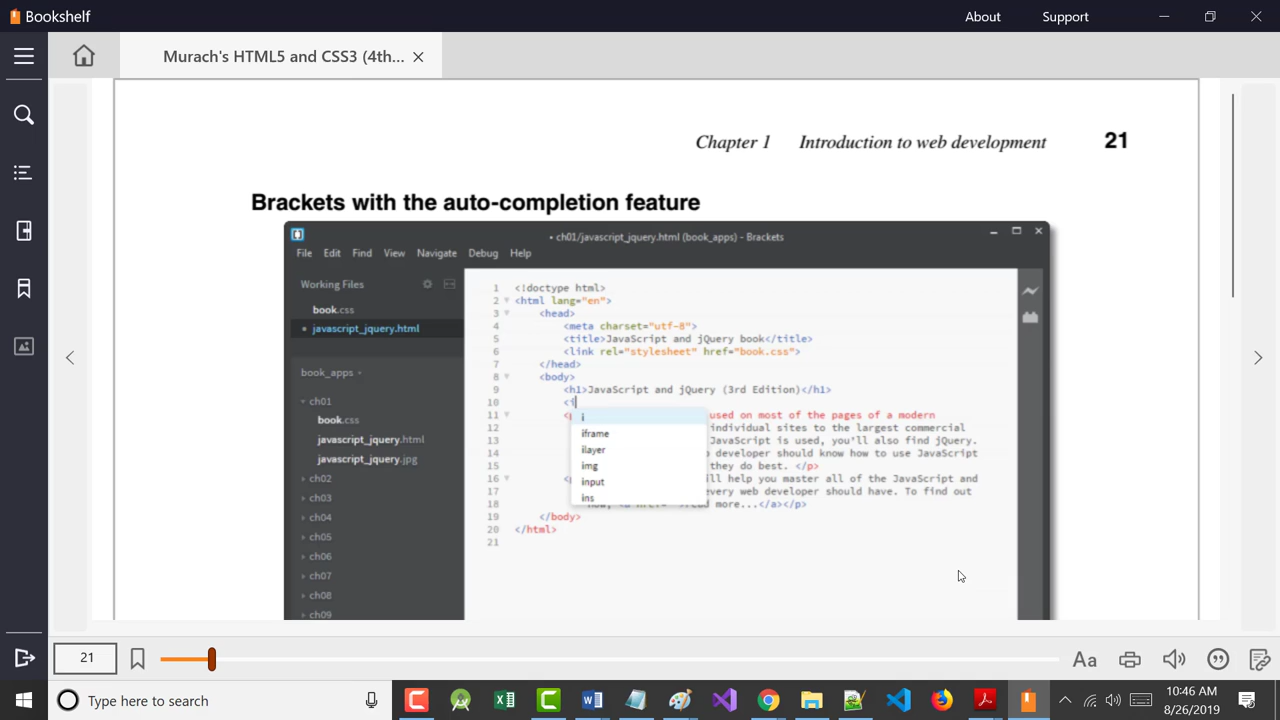 Bookshelf
About
Support
Murach's HTML5 and CSS3 (4th...
Chapter 1 Introduction to web development 21
Brackets with the auto-completion feature
• ch01/javascript_jquery.html (book_apps) - Brackets
File Edit Find View Navigate Debug Help
Working Files
book.css
javascript_jquery.html
book_apps
ch01
book.css
javascript_jquery.html
javascript_jquery.jpg
ch02
ch03
ch04
ch05
ch06
ch07
ch08
ch09
1 <!doctype html>
2 <html lang="en">
3 <head>
4 <meta charset="utf-8">
5 <title>JavaScript and jQuery book</title>
6 <link rel="stylesheet" href="book.css">
7 </head>
8 <body>
9 <h1>JavaScript and jQuery (3rd Edition)</h1>
10 <i
11 used on most of the pages of a modern
12 individual sites to the largest commercial
13 JavaScript is used, you'll also find jQuery.
14 developer should know how to use JavaScript
15 they do best. </p>
16 help you master all of the JavaScript and
17 every web developer should have. To find out
18 more...</a></p>
19 </body>
20 </html>
21
i
iframe
ilayer
img
input
ins
21
Aa
Type here to search
10:46 AM
8/26/2019